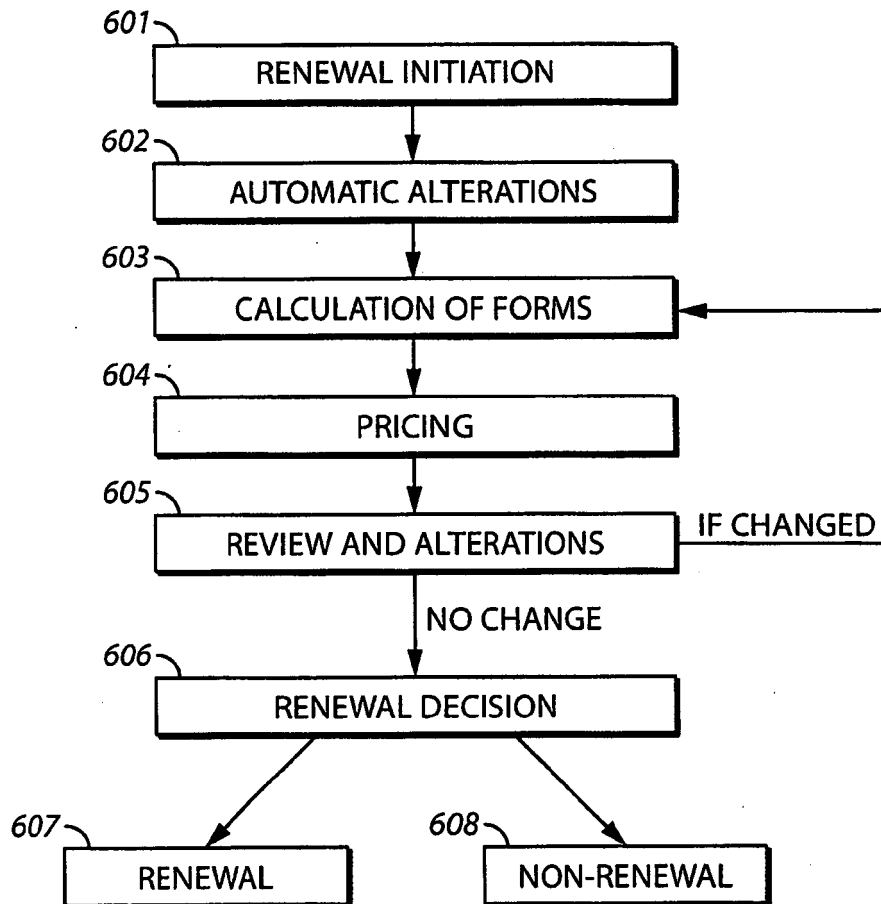 601
RENEWAL INITIATION
602
AUTOMATIC ALTERATIONS
603
CALCULATION OF FORMS
604
PRICING
605
REVIEW AND ALTERATIONS
IF CHANGED
NO CHANGE
606
RENEWAL DECISION
607
RENEWAL
608
NON-RENEWAL